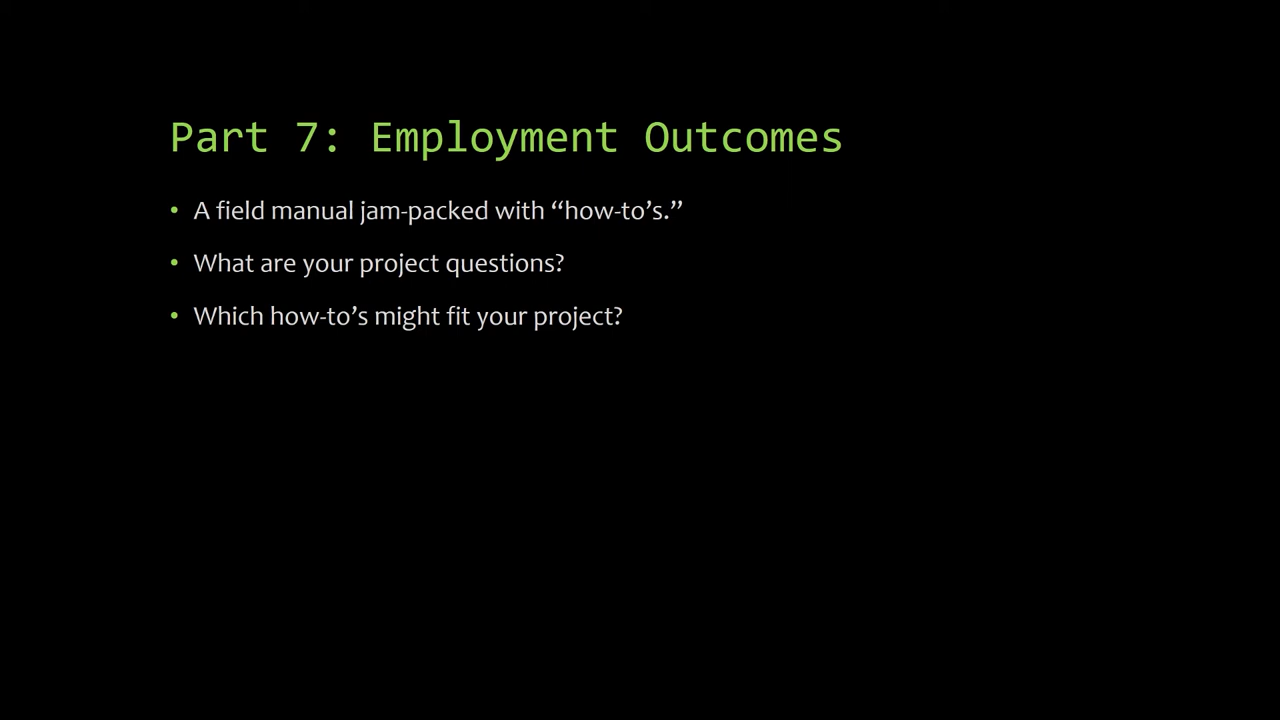 Part 7: Employment Outcomes
• A field manual jam-packed with “how-to’s.”
• What are your project questions?
• Which how-to’s might fit your project?